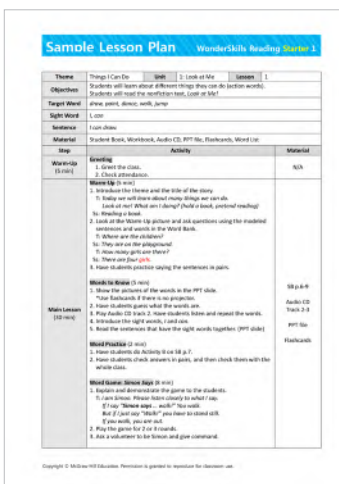 Sample Lesson Plan WonderSkills Reading Starter 1
Theme Things I Can Do Unit 1: Look at Me Lesson 1
Objectives Students will learn about different things they can do (action words).
Students will read the nonfiction text, Look at Me!
Target Word draw, paint, dance, walk, jump
Sight Word I, can
Sentence I can draw.
Material Student Book, Workbook, Audio CD, PPT file, Flashcards, Word List
Step Activity Material
Warm-Up
(5 min)
Greeting
1. Greet the class.
2. Check attendance.
N/A
Main Lesson
(30 min)
Warm-Up (5 min)
1. Introduce the theme and the title of the story.
T: Today we will learn about many things we can do.
Look at me! What am I doing? (hold a book, pretend reading)
Ss: Reading a book.
2. Look at the Warm-Up picture and ask questions using the modeled
sentences and words in the Word Bank.
T: Where are the children?
Ss: They are on the playground.
T: How many girls are there?
Ss: There are four girls.
3. Have students practice saying the sentences in pairs.
Words to Know (5 min)
1. Show the pictures of the words in the PPT slide.
*Use flashcards if there is no projector.
2. Have students guess what the words are.
3. Play Audio CD track 2. Have students listen and repeat the words.
4. Introduce the sight words, I and can.
5. Read the sentences that have the sight words together. (PPT slide)
Word Practice (2 min)
1. Have students do Activity B on SB p.7.
2. Have students check answers in pairs, and then check them with the
whole class.
Word Game: Simon Says (8 min)
1. Explain and demonstrate the game to the students.
T: I am Simon. Please listen closely to what I say.
If I say "Simon says... walk!" You walk.
But if I just say "Walk!" you have to stand still.
If you walk, you are out.
2. Play the game for 2 or 3 rounds.
3. Ask a volunteer to be Simon and give command.
SB p.6-9
Audio CD
Track 2-3
PPT file
Flashcards
Copyright © McGraw-Hill Education. Permission is granted to reproduce for classroom use.